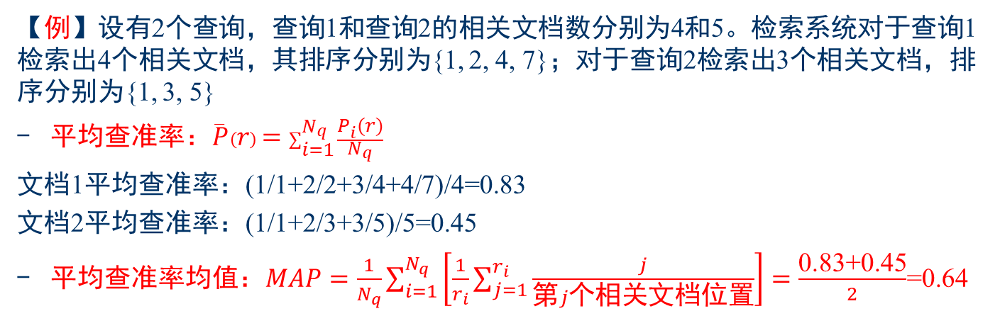 【例】设有2个查询，查询1和查询2的相关文档数分别为4和5。检索系统对于查询1
检索出4个相关文档，其排序分别为{1, 2, 4, 7}；对于查询2检索出3个相关文档，排
序分别为{1, 3, 5}
– 平均查准率：$\overline{P}(r) = \sum_{i=1}^{N_q} \frac{P_i(r)}{N_q}$
文档1平均查准率：(1/1+2/2+3/4+4/7)/4=0.83
文档2平均查准率：(1/1+2/3+3/5)/5=0.45
– 平均查准率均值：$MAP = \frac{1}{N_q} \sum_{i=1}^{N_q} \left[ \frac{1}{r_i} \sum_{j=1}^{r_i} \frac{j}{第j个相关文档位置} \right] = \frac{0.83+0.45}{2}$=0.64